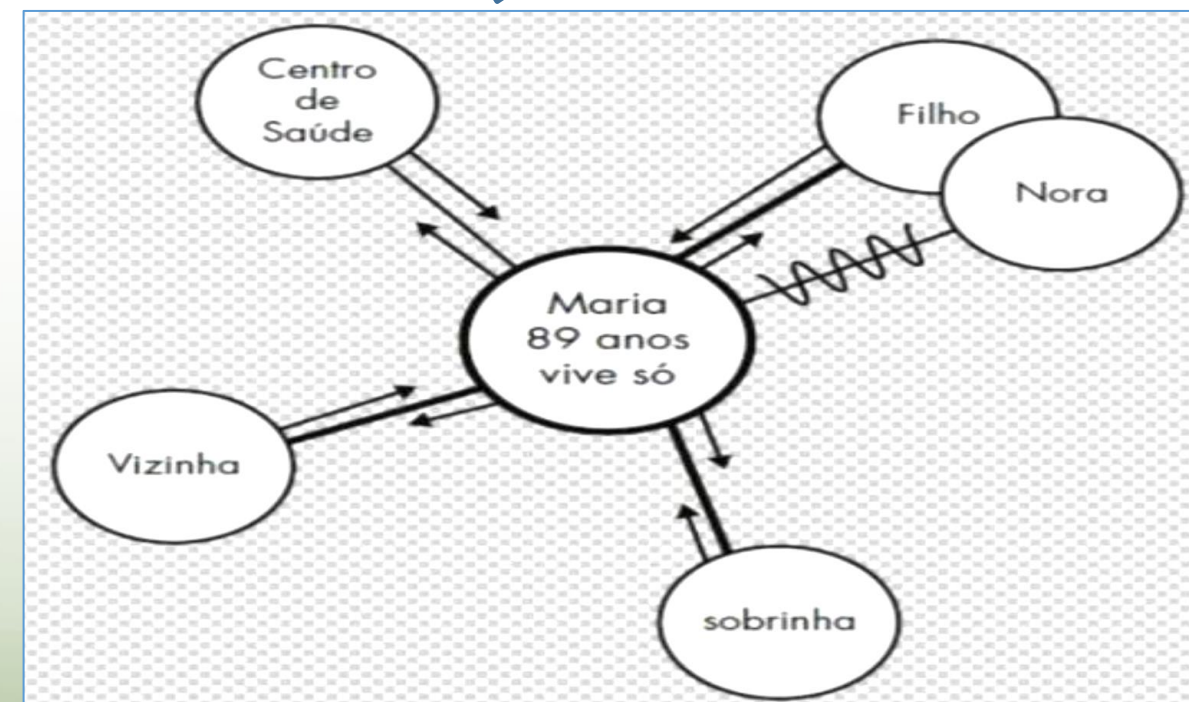 Centro
de
Saúde
Filho
Nora
Maria
89 anos
vive só
Vizinha
sobrinha